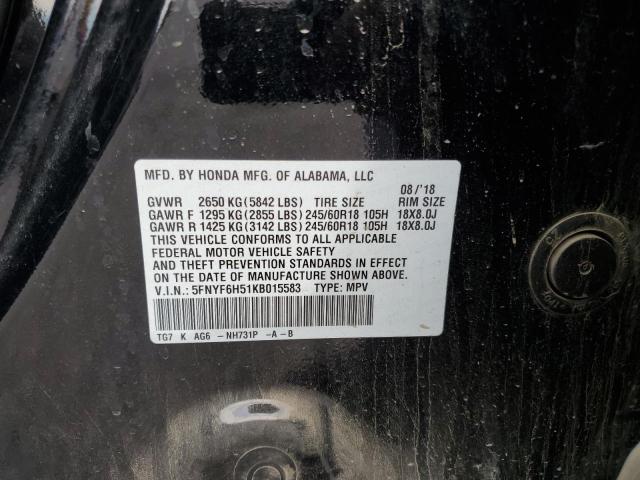 MFD. BY HONDA MFG. OF ALABAMA, LLC 08/'18
GVWR 2650 KG(5842 LBS) TIRE SIZE RIM SIZE
GAWR F 1295 KG(2855 LBS) 245/60R18 105H 18X8.0J
GAWR R 1425 KG(3142 LBS) 245/60R18 105H 18X8.0J
THIS VEHICLE CONFORMS TO ALL APPLICABLE
FEDERAL MOTOR VEHICLE SAFETY
AND THEFT PREVENTION STANDARDS IN EFFECT
ON THE DATE OF MANUFACTURE SHOWN ABOVE.
V.I.N.: 5FNYF6H51KB015583 TYPE: MPV
TG7 K AG6 -NH731P -A-B